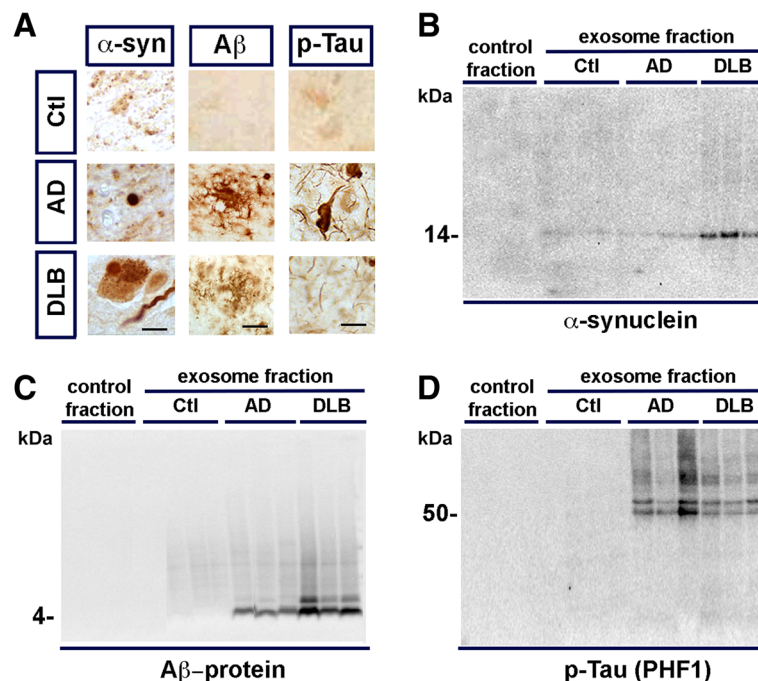 A
α-syn Aβ p-Tau
Ctl
AD
DLB
B
control fraction
exosome fraction
Ctl AD DLB
kDa
14-
α-synuclein
C
control fraction
exosome fraction
Ctl AD DLB
kDa
4-
Aβ-protein
D
control fraction
exosome fraction
Ctl AD DLB
kDa
50-
p-Tau (PHF1)